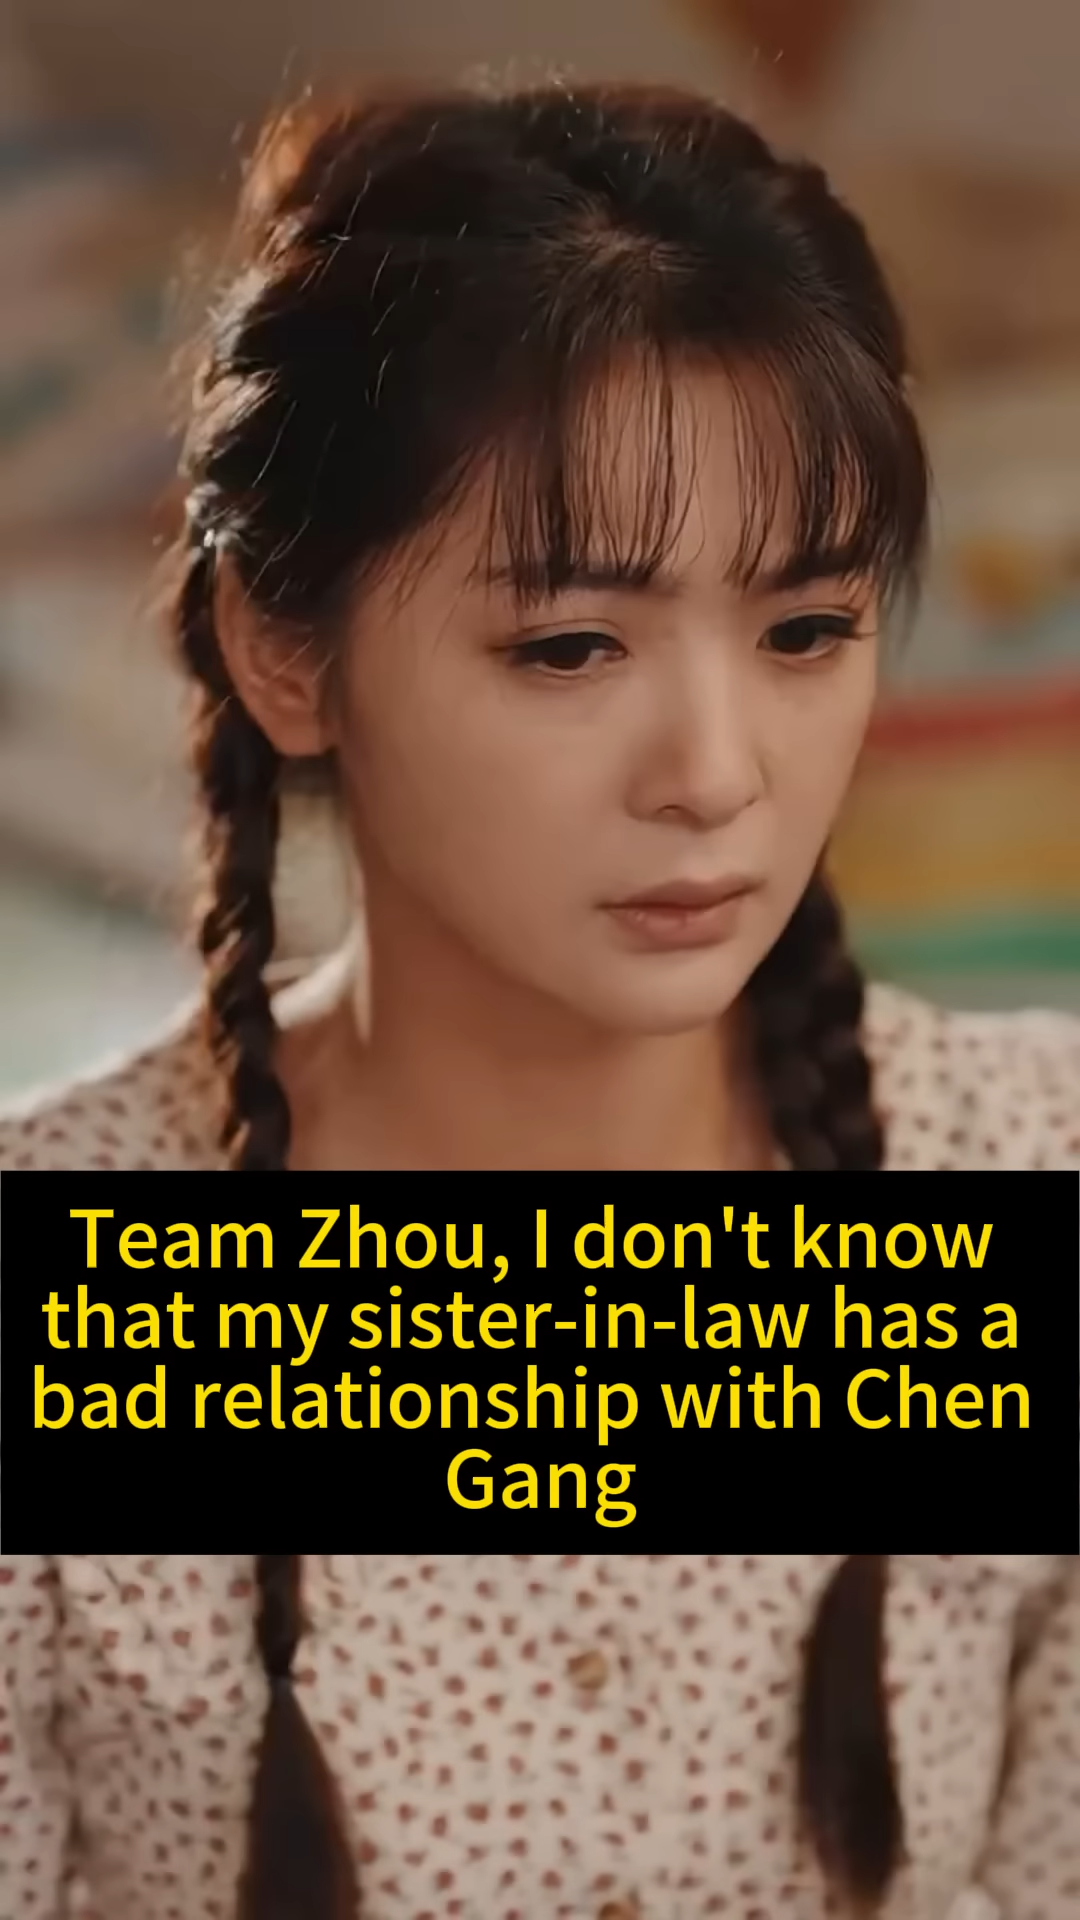 Team Zhou, I don't know
that my sister-in-law has a
bad relationship with Chen
Gang